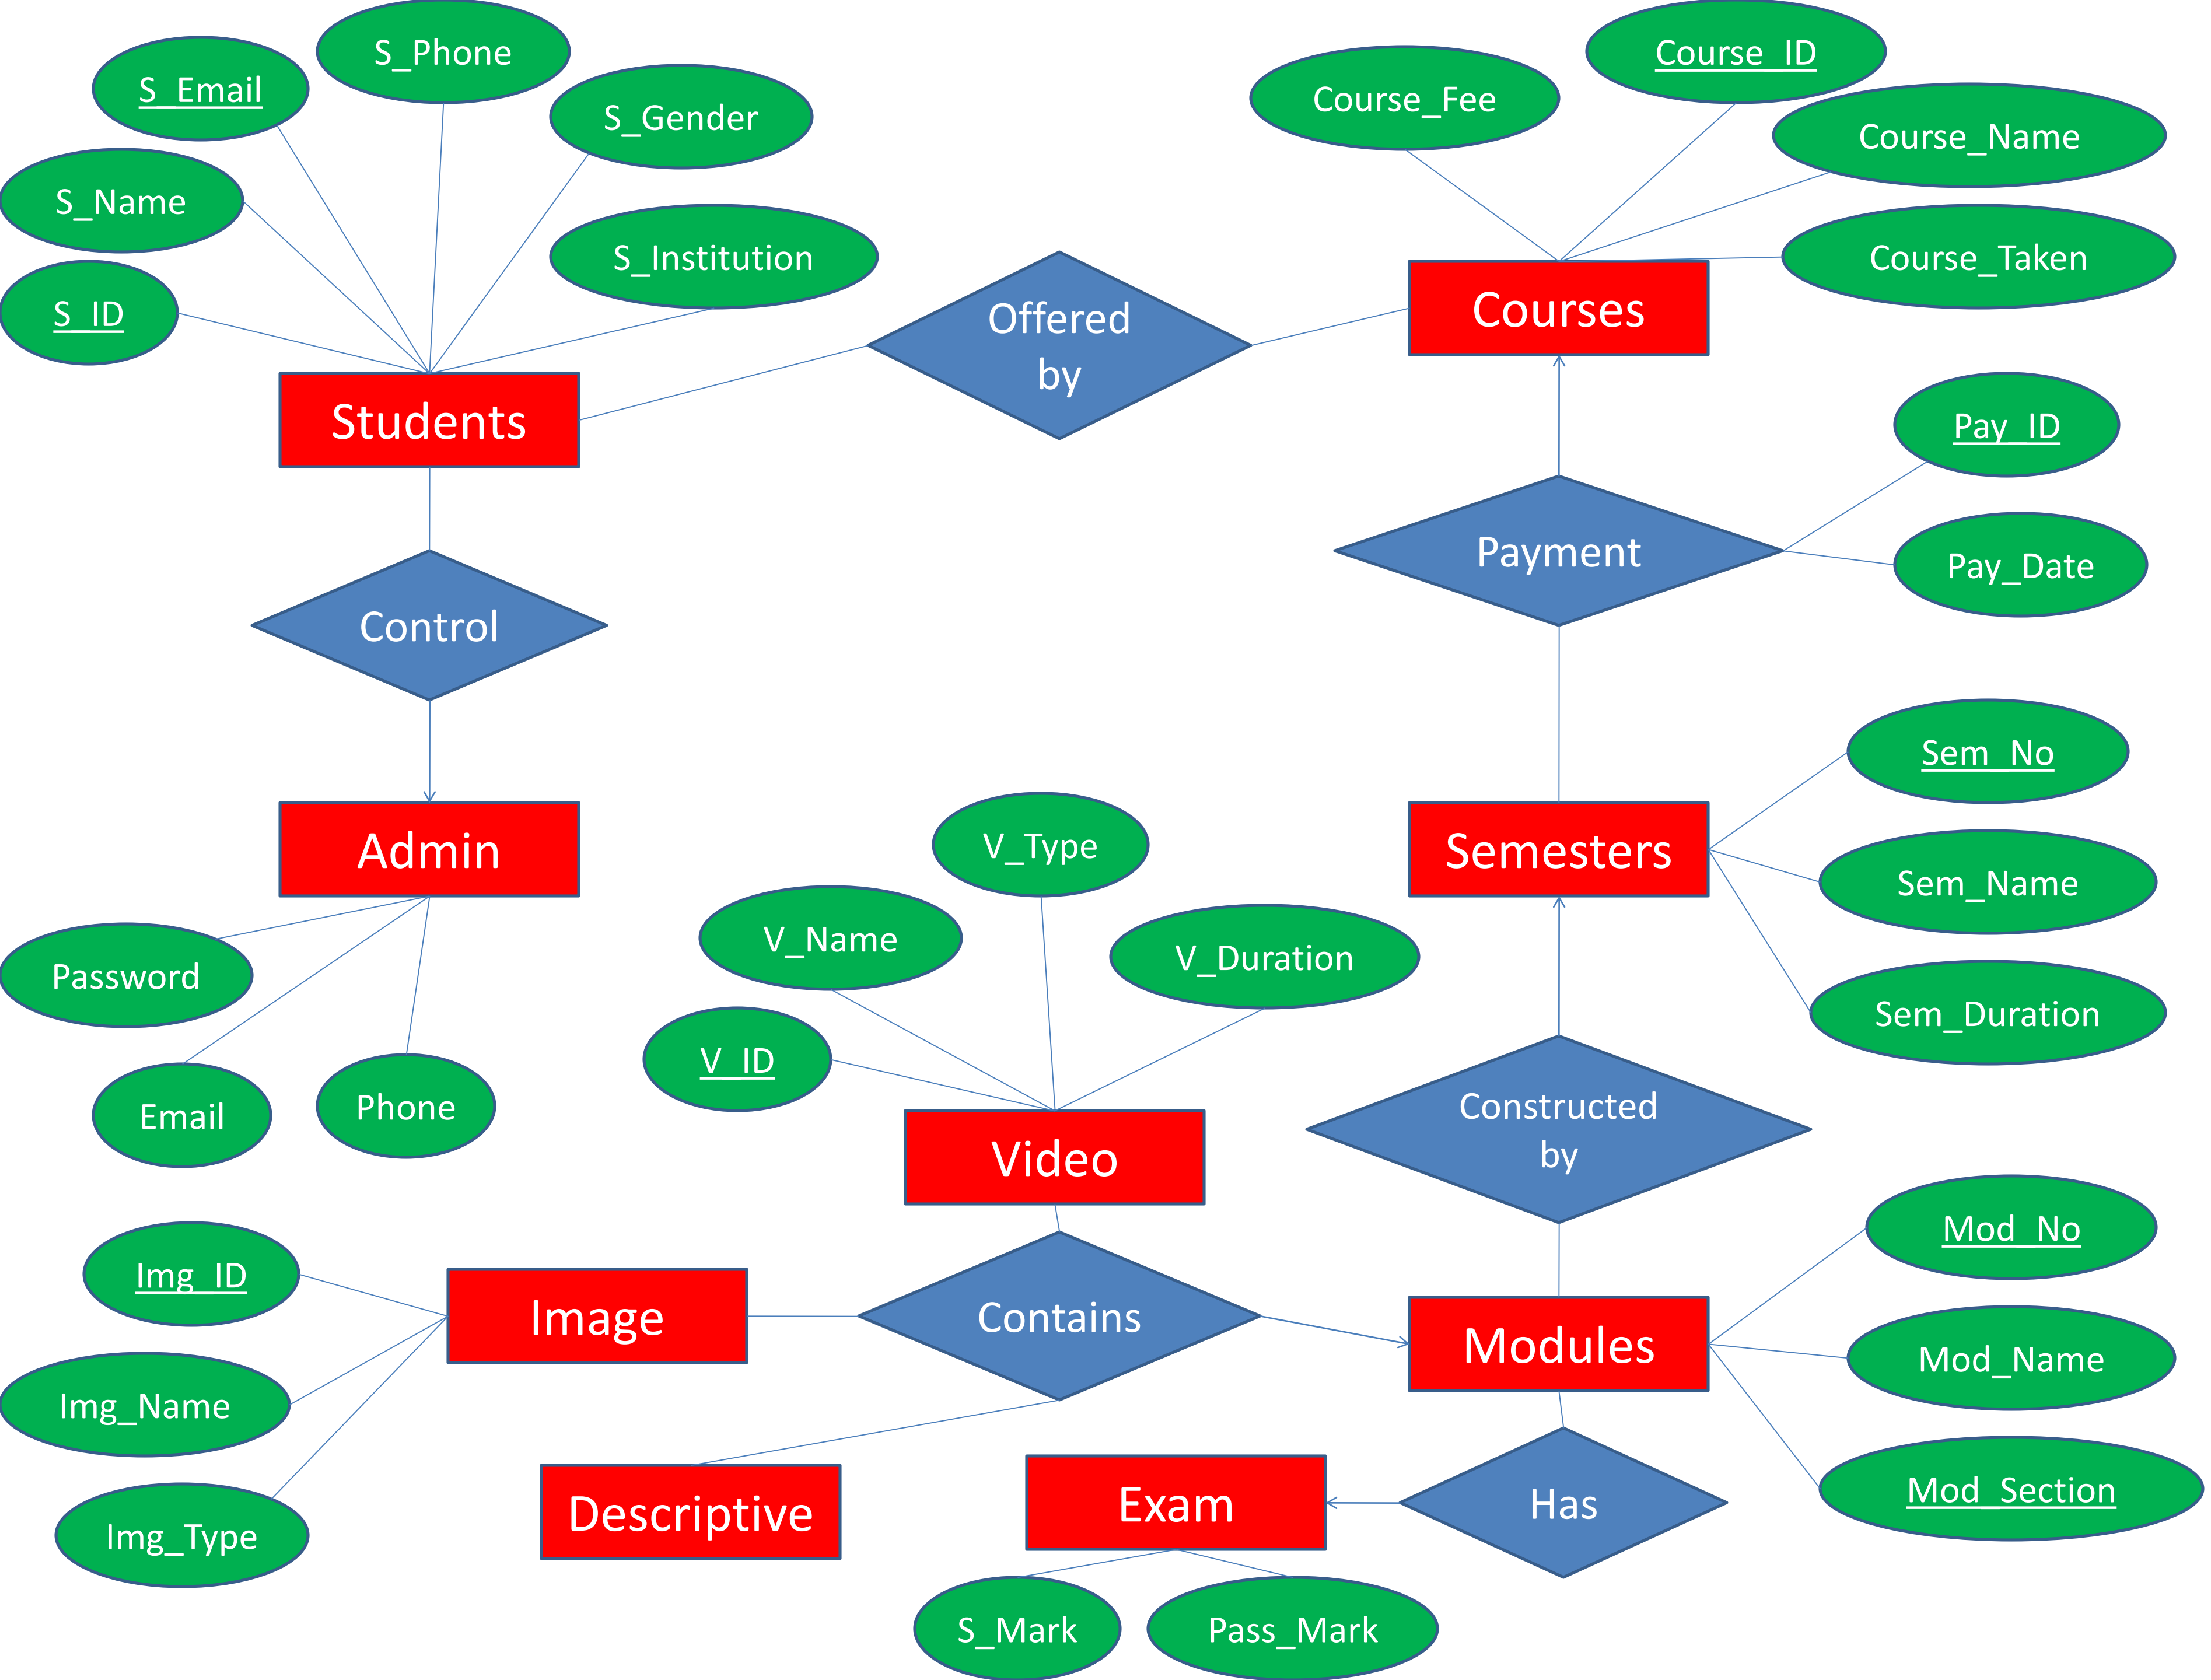 S_Phone
Course_ID
S_Email
Course_Fee
S_Gender
Course_Name
S_Name
S_Institution
Course_Taken
S_ID
Offered
by
Courses
Students
Pay_ID
Payment
Pay_Date
Control
Sem_No
Admin
V_Type
Semesters
Sem_Name
V_Name
V_Duration
Password
Sem_Duration
V_ID
Email
Phone
Constructed
by
Video
Mod_No
Img_ID
Image
Contains
Modules
Mod_Name
Img_Name
Mod_Section
Descriptive
Exam
Has
Img_Type
S_Mark
Pass_Mark